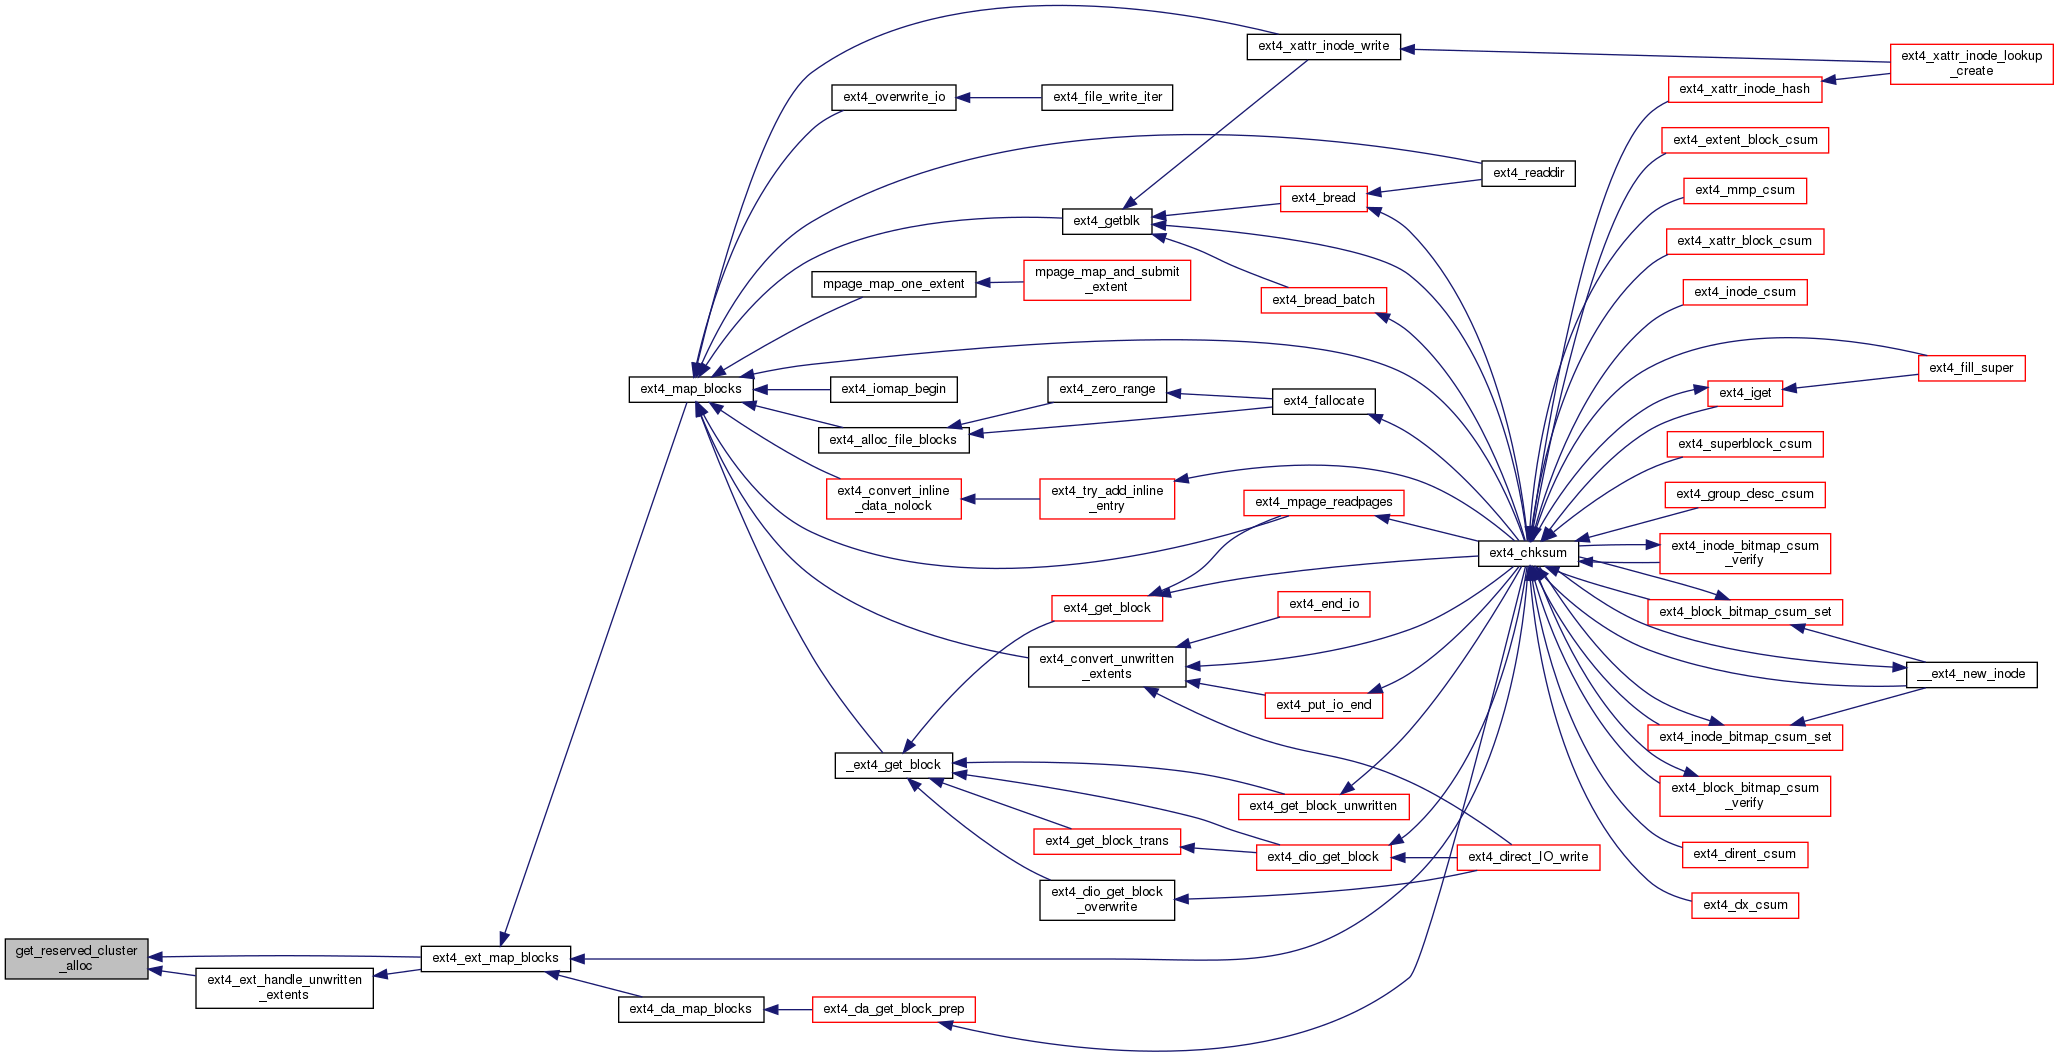 get_reserved_cluster
_alloc
ext4_ext_handle_unwritten
_extents
ext4_ext_map_blocks
ext4_map_blocks
ext4_da_map_blocks
ext4_overwrite_io
mpage_map_one_extent
ext4_iomap_begin
ext4_alloc_file_blocks
ext4_convert_inline
_data_nolock
_ext4_get_block
ext4_da_get_block_prep
ext4_file_write_iter
ext4_getblk
mpage_map_and_submit
_extent
ext4_zero_range
ext4_try_add_inline
_entry
ext4_get_block
ext4_convert_unwritten
_extents
ext4_get_block_trans
ext4_dio_get_block
_overwrite
ext4_xattr_inode_write
ext4_bread
ext4_bread_batch
ext4_fallocate
ext4_mpage_readpages
ext4_end_io
ext4_put_io_end
ext4_get_block_unwritten
ext4_dio_get_block
ext4_readdir
ext4_chksum
ext4_direct_IO_write
ext4_xattr_inode_hash
ext4_extent_block_csum
ext4_mmp_csum
ext4_xattr_block_csum
ext4_inode_csum
ext4_iget
ext4_superblock_csum
ext4_group_desc_csum
ext4_inode_bitmap_csum
_verify
ext4_block_bitmap_csum_set
ext4_inode_bitmap_csum_set
ext4_block_bitmap_csum
_verify
ext4_dirent_csum
ext4_dx_csum
ext4_xattr_inode_lookup
_create
ext4_fill_super
__ext4_new_inode